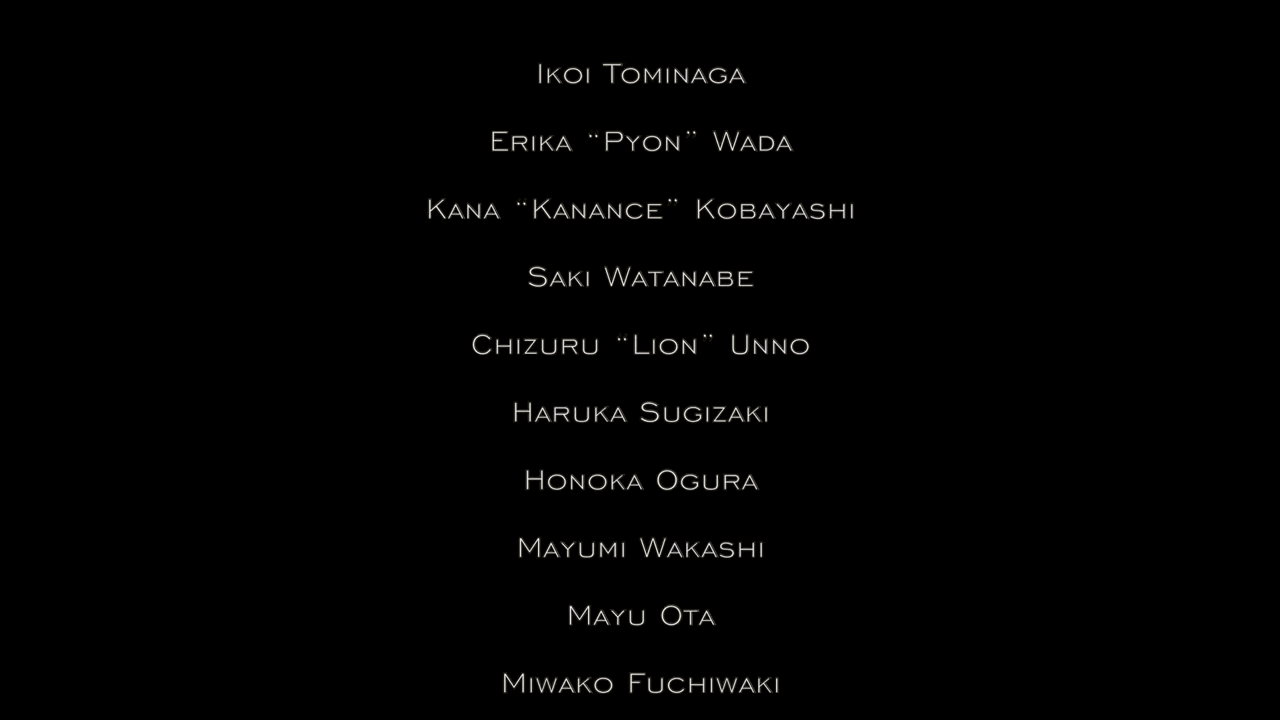 Ikoi Tominaga
Erika “Pyon” Wada
Kana “Kanance” Kobayashi
Saki Watanabe
Chizuru “Lion” Unno
Haruka Sugizaki
Honoka Ogura
Mayumi Wakashi
Mayu Ota
Miwako Fuchiwaki